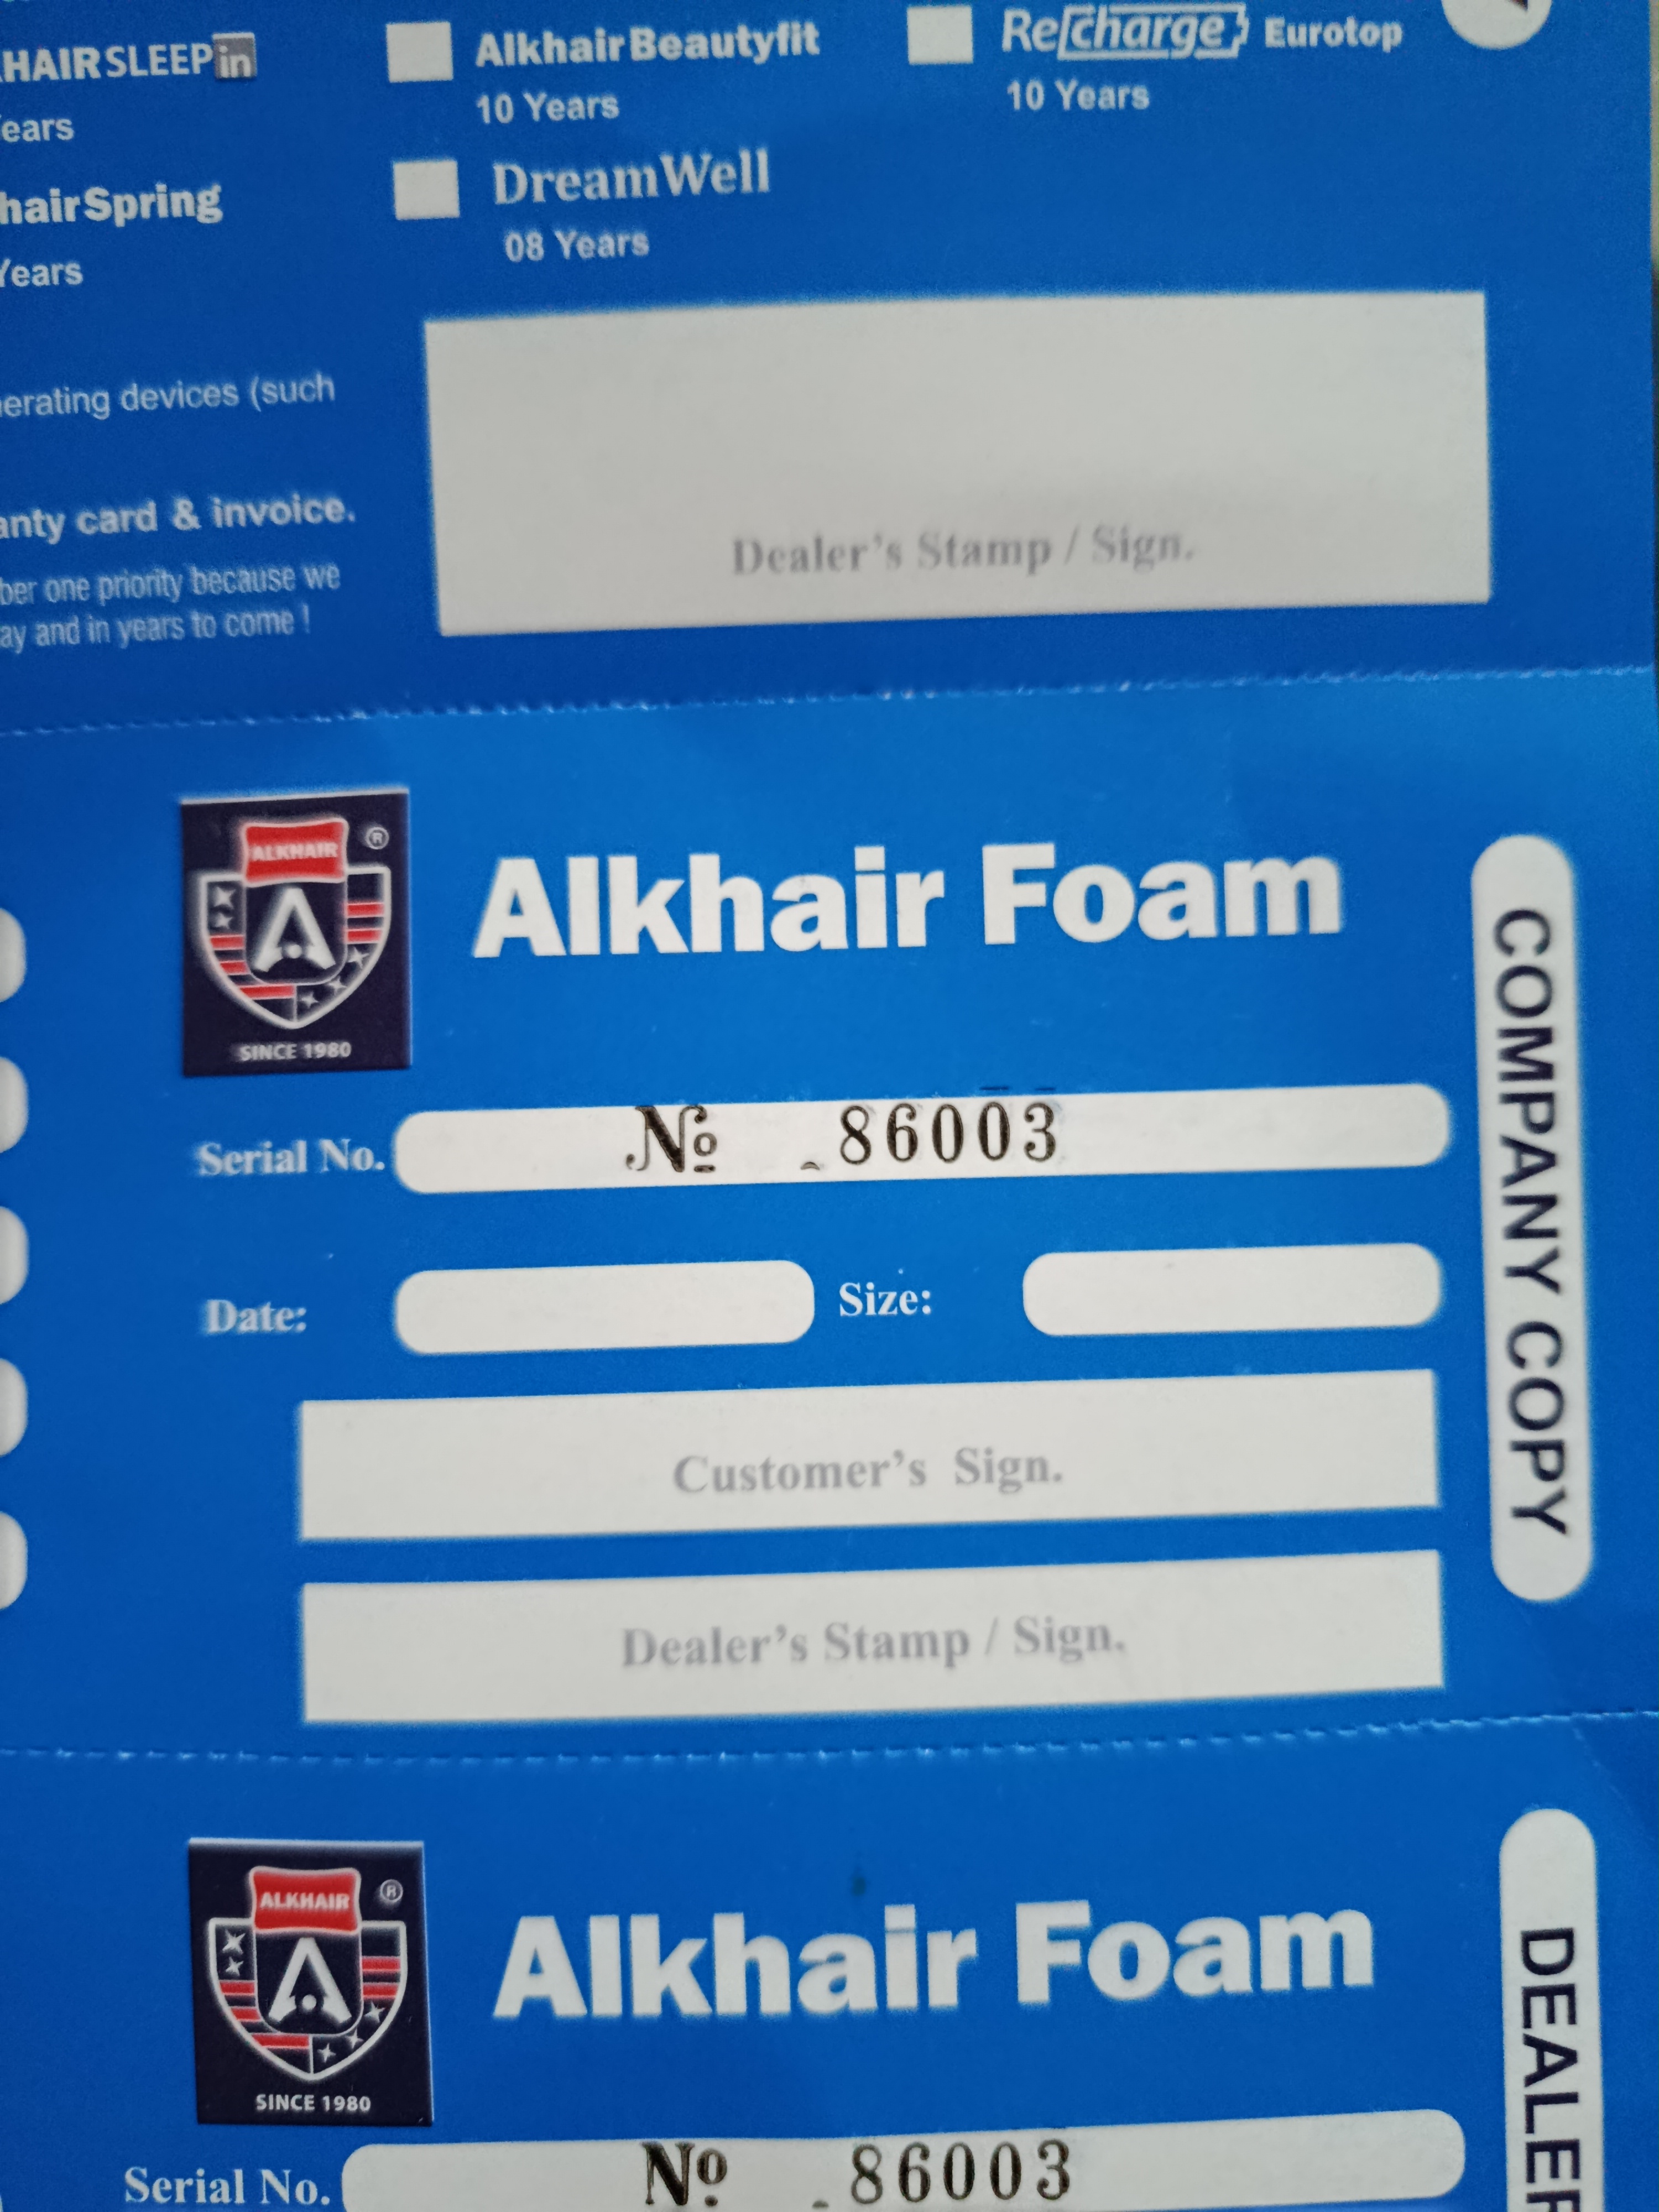 HAIRSLEEPin
AlkhairBeautyfit
Recharge Eurotop
ears
10 Years
10 Years
hairSpring
DreamWell
Years
08 Years
erating devices (such
anty card & invoice.
ber one priority because we
ay and in years to come !
Dealer's Stamp / Sign.
ALKHAIR
®
A
SINCE 1980
Alkhair Foam
COMPANY COPY
Serial No. № 86003
Date:
Size:
Customer's Sign.
Dealer's Stamp / Sign.
ALKHAIR
®
A
SINCE 1980
Alkhair Foam
DEALER
Serial No. № 86003